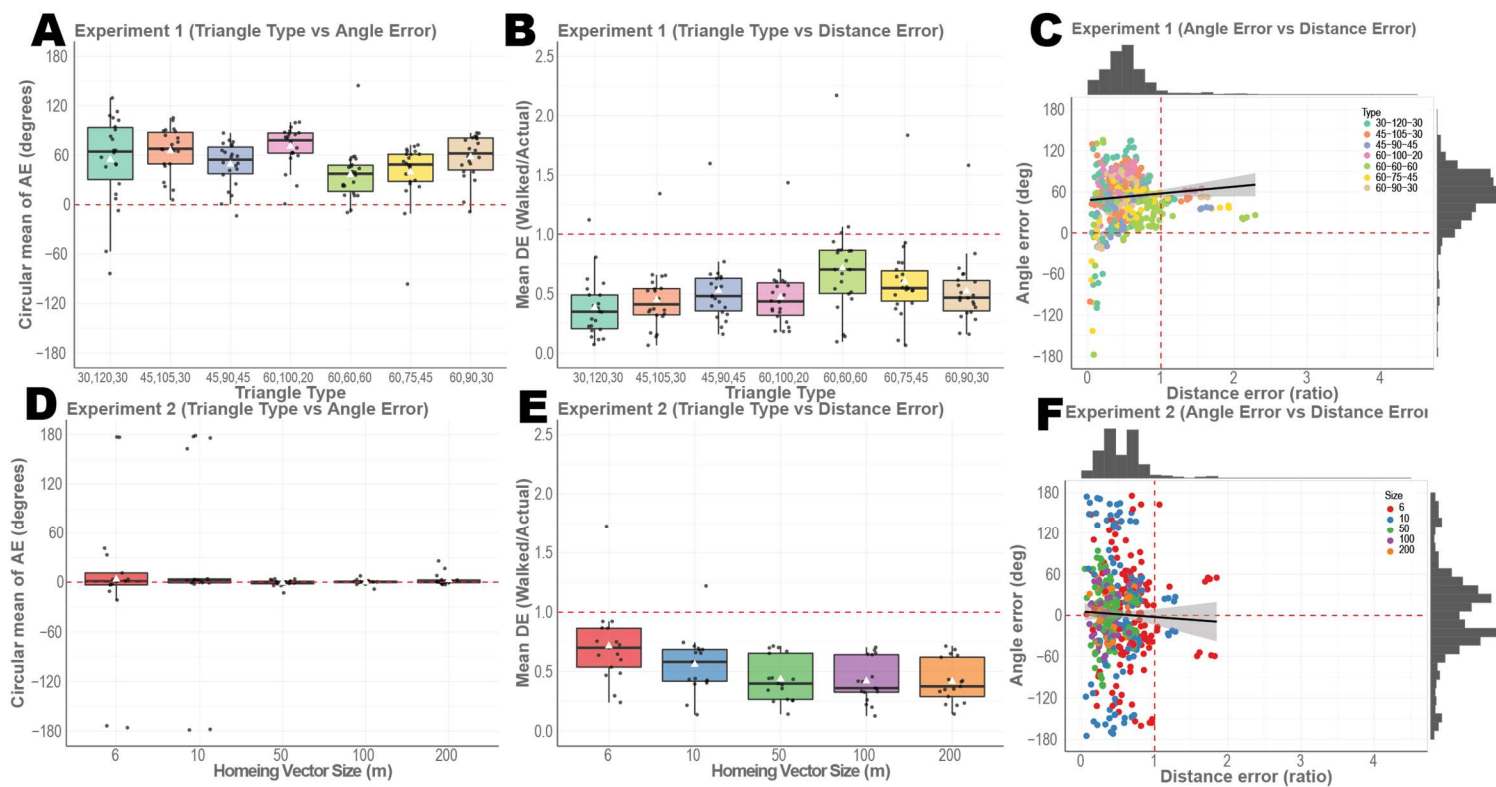 A Experiment 1 (Triangle Type vs Angle Error)
Circular mean of AE (degrees)
180
120
60
0
−60
−120
−180
30,120,30 45,105,30 45,90,45 60,100,20 60,60,60 60,75,45 60,90,30
Triangle Type
B Experiment 1 (Triangle Type vs Distance Error)
Mean DE (Walked/Actual)
2.5
2.0
1.5
1.0
0.5
0.0
30,120,30 45,105,30 45,90,45 60,100,20 60,60,60 60,75,45 60,90,30
Triangle Type
C Experiment 1 (Angle Error vs Distance Error)
Angle error (deg)
180
120
60
0
−60
−120
−180
Type
30-120-30
45-105-30
45-90-45
60-100-20
60-60-60
60-75-45
60-90-30
0 1 2 3 4
Distance error (ratio)
D Experiment 2 (Triangle Type vs Angle Error)
Circular mean of AE (degrees)
180
120
60
0
−60
−120
−180
6 10 50 100 200
Homeing Vector Size (m)
E Experiment 2 (Triangle Type vs Distance Error)
Mean DE (Walked/Actual)
2.5
2.0
1.5
1.0
0.5
0.0
6 10 50 100 200
Homeing Vector Size (m)
F Experiment 2 (Angle Error vs Distance Error
Angle error (deg)
180
120
60
0
−60
−120
−180
Size
6
10
50
100
200
0 1 2 3 4
Distance error (ratio)